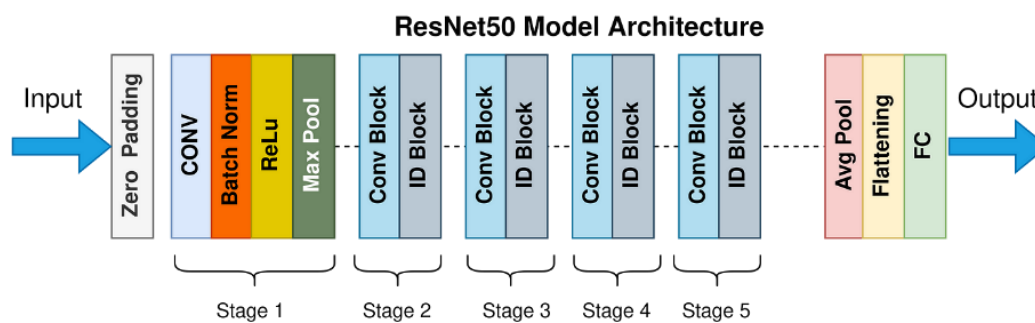 ResNet50 Model Architecture
Input
Zero Padding
CONV
Batch Norm
ReLu
Max Pool
Conv Block
ID Block
Conv Block
ID Block
Conv Block
ID Block
Conv Block
ID Block
Avg Pool
Flattening
FC
Output
Stage 1
Stage 2
Stage 3
Stage 4
Stage 5